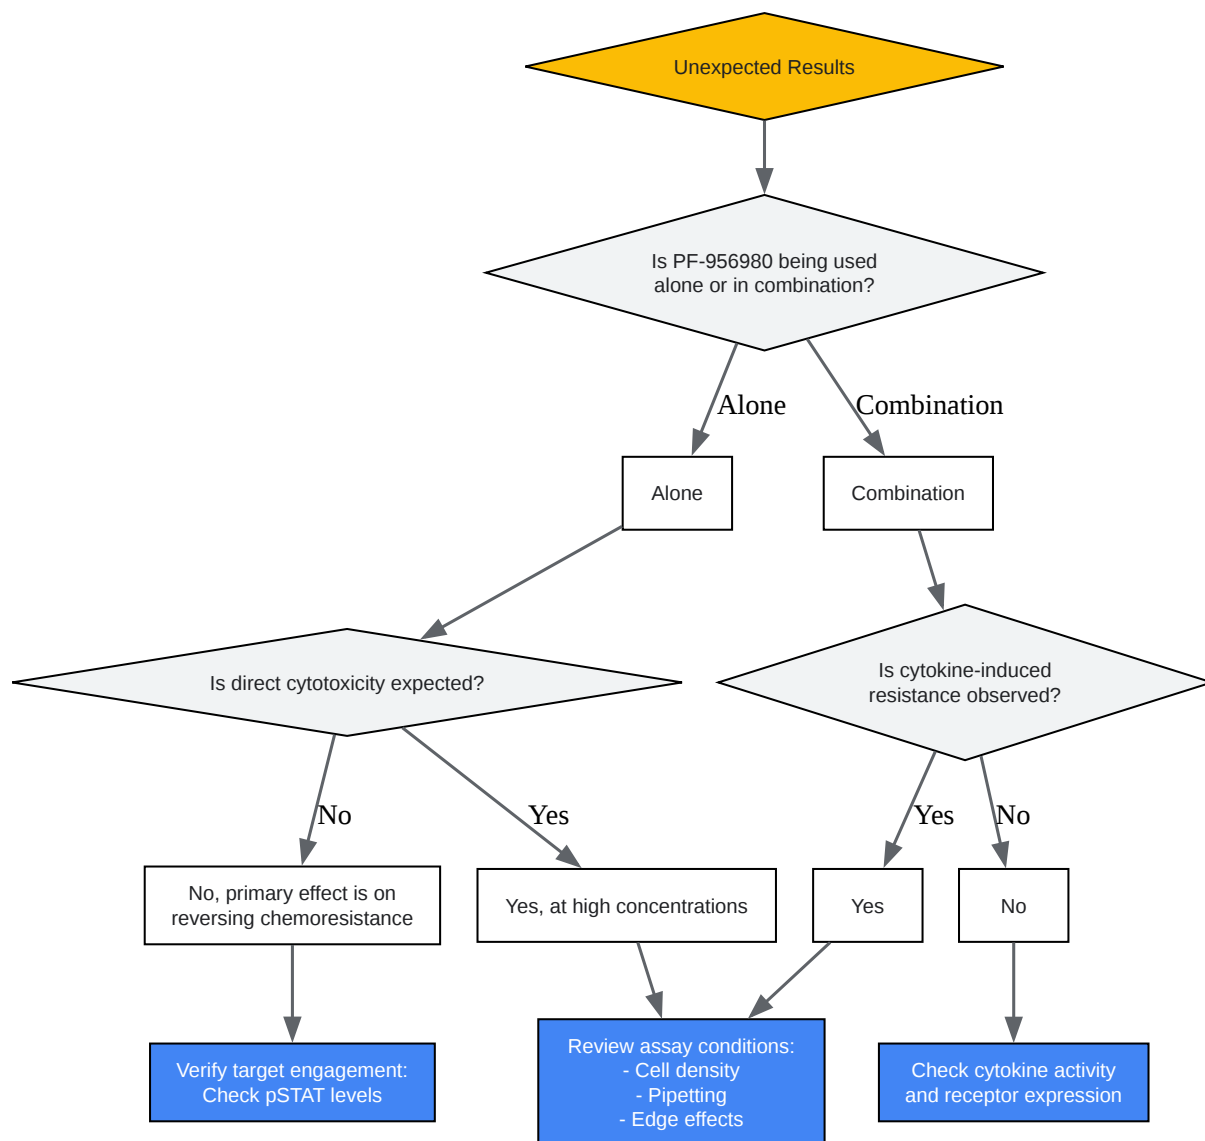 Unexpected Results
Is PF-956980 being used
alone or in combination?
Alone
Combination
Alone
Combination
Is direct cytotoxicity expected?
Is cytokine-induced
resistance observed?
No
Yes
Yes
No
No, primary effect is on
reversing chemoresistance
Yes, at high concentrations
Yes
No
Verify target engagement:
Check pSTAT levels
Review assay conditions:
- Cell density
- Pipetting
- Edge effects
Check cytokine activity
and receptor expression